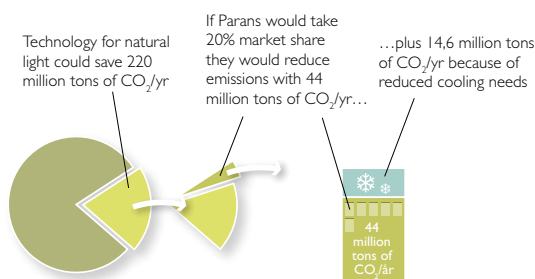 Technology for natural
light could save 220
million tons of CO₂/yr
If Parans would take
20% market share
they would reduce
emissions with 44
million tons of CO₂/yr…
…plus 14,6 million tons
of CO₂/yr because of
reduced cooling needs
44
million
tons of
CO₂/år